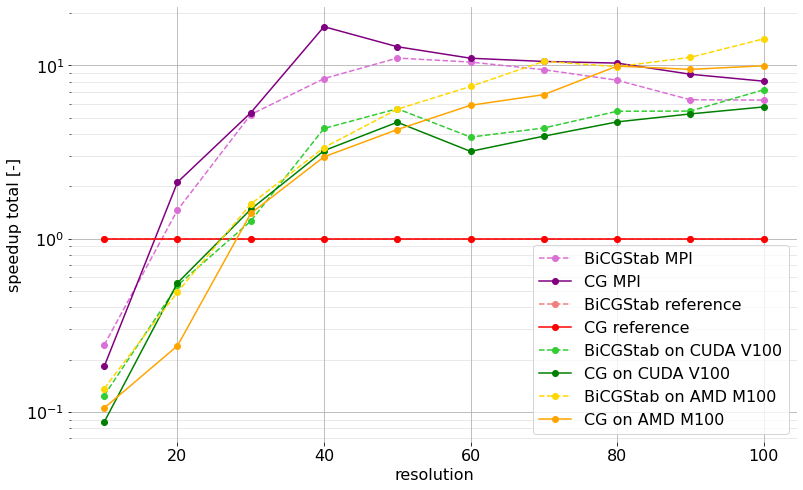 10¹
10⁰
10⁻¹
speedup total [-]
BiCGStab MPI
CG MPI
BiCGStab reference
CG reference
BiCGStab on CUDA V100
CG on CUDA V100
BiCGStab on AMD M100
CG on AMD M100
20 40 60 80 100
resolution